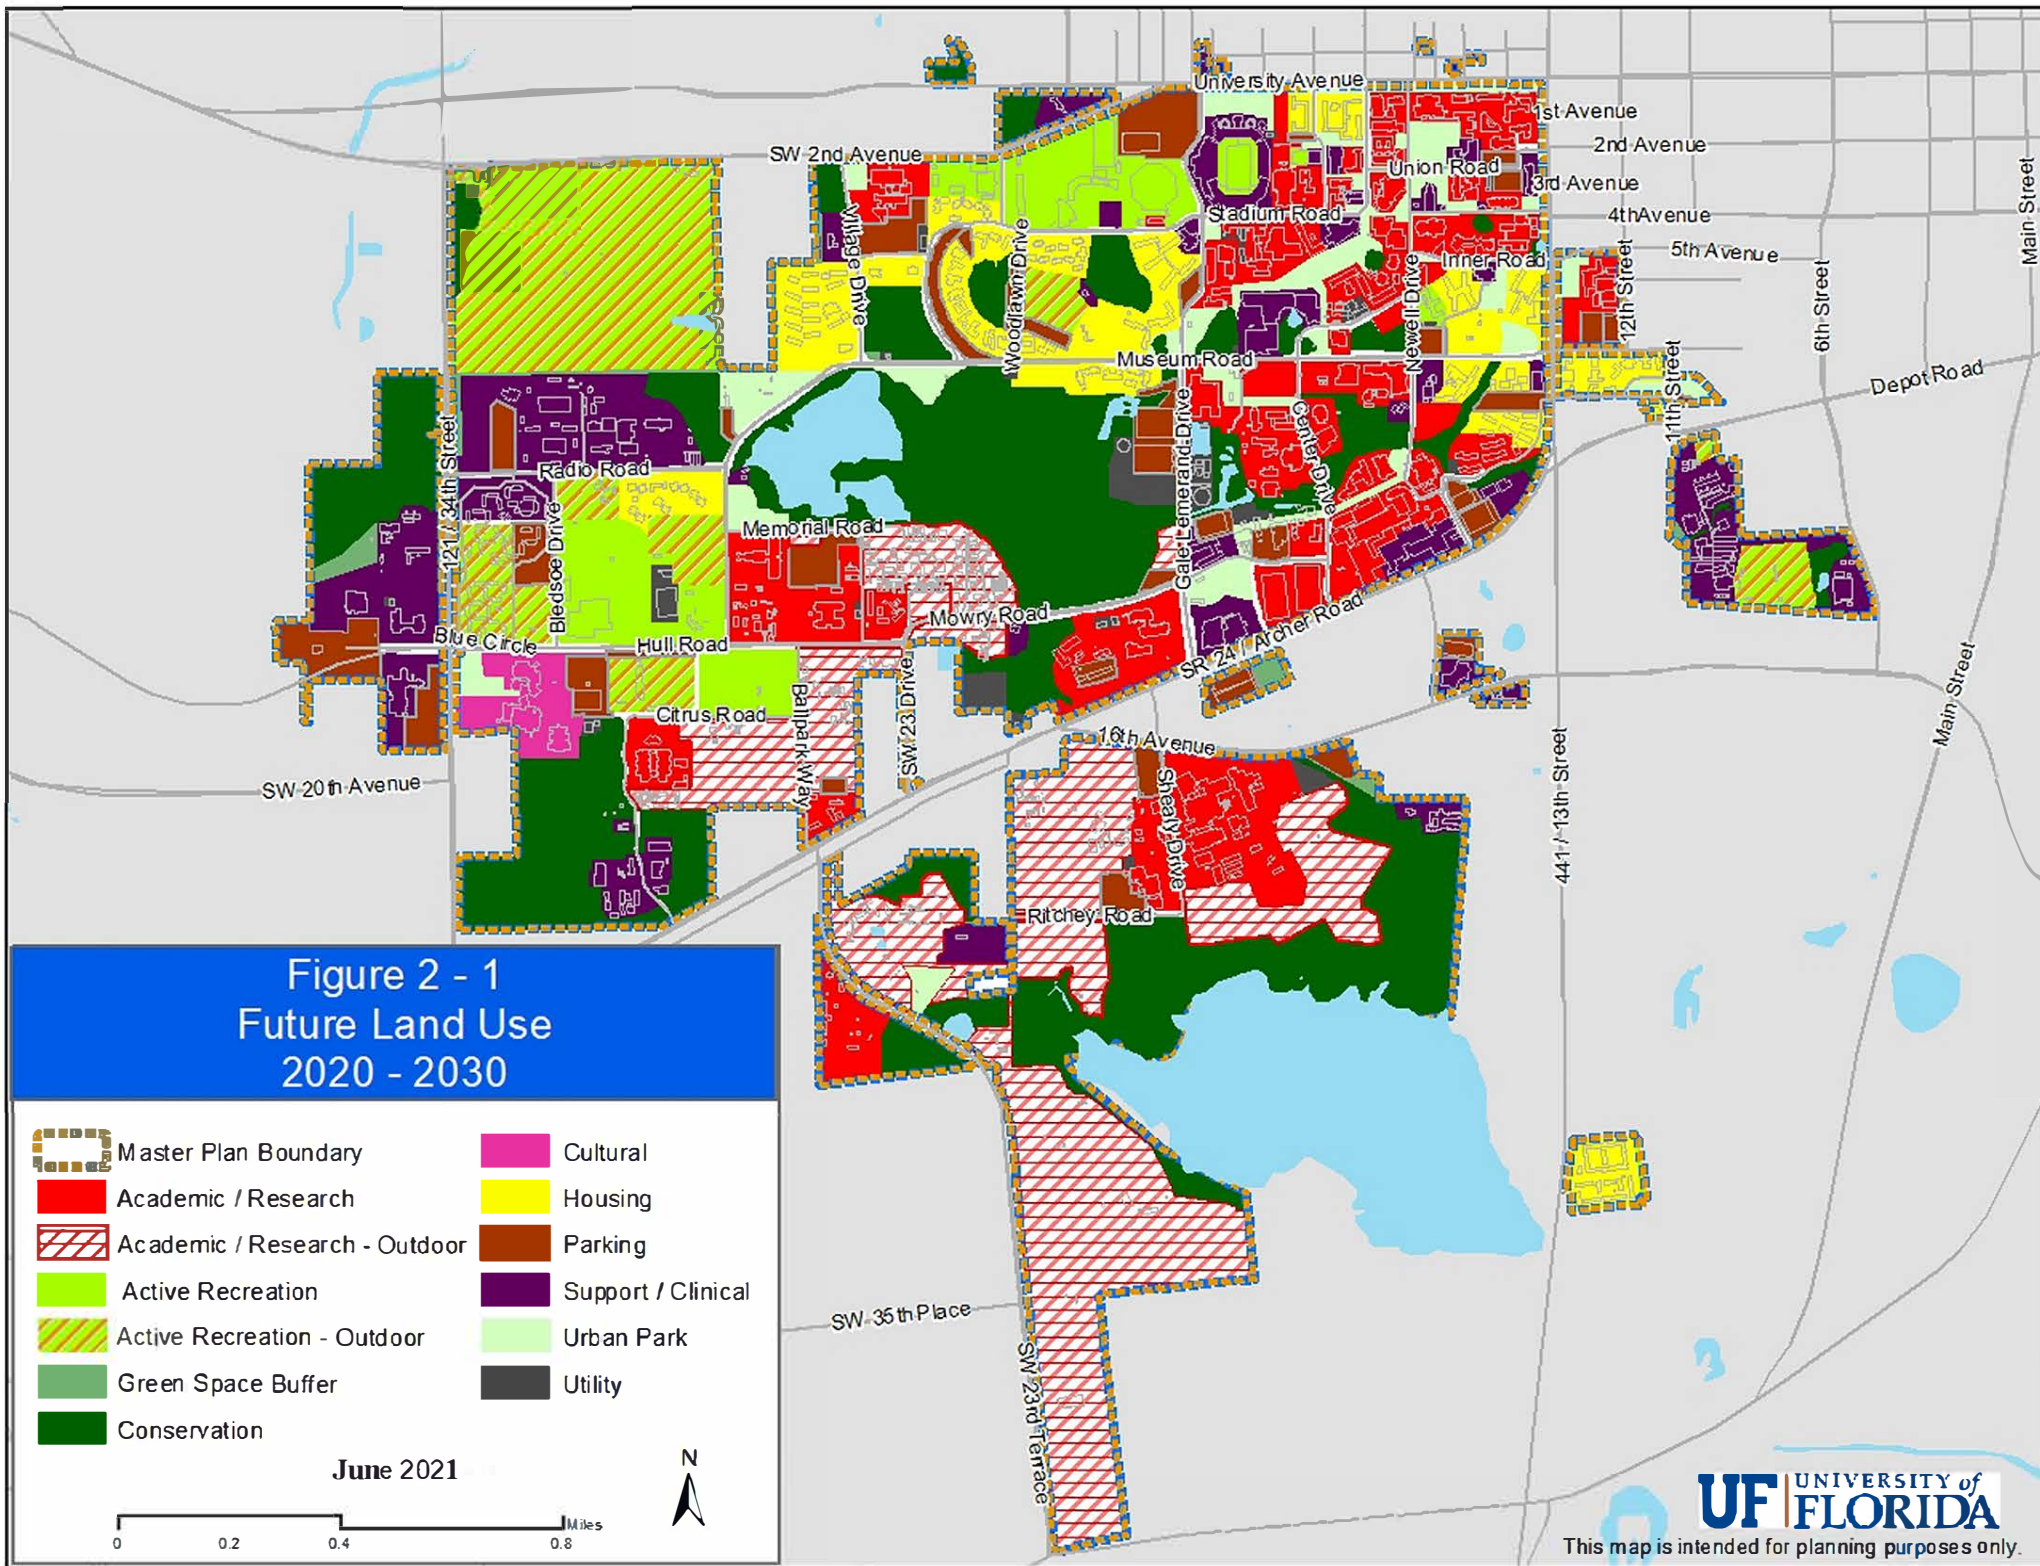 University Avenue
1st Avenue
2nd Avenue
SW 2nd Avenue
Union Road
3rd Avenue
Stadium Road
4thAvenue
Village Drive
Woodlawn Drive
5th Avenue
Inner Road
Newell Drive
12th Street
6th Street
Main Street
Museum Road
Depot Road
11th Street
121 / 34th Street
Gale Lemerand Drive
Center Drive
Radio Road
Memorial Road
Bledsoe Drive
Mowry Road
Blue Circle
Hull Road
SR 24 / Archer Road
Citrus Road
Ballpark Way
SW 23 Drive
16th Avenue
Main Street
SW 20th Avenue
Shealy Drive
441 / 13th Street
Ritchey Road
SW 35th Place
SW 23rd Terrace
Figure 2 - 1
Future Land Use
2020 - 2030
Master Plan Boundary
Academic / Research
Academic / Research - Outdoor
Active Recreation
Active Recreation - Outdoor
Green Space Buffer
Conservation
Cultural
Housing
Parking
Support / Clinical
Urban Park
Utility
June 2021
N
Miles
0 0.2 0.4 0.8
UF UNIVERSITY of
FLORIDA
This map is intended for planning purposes only.